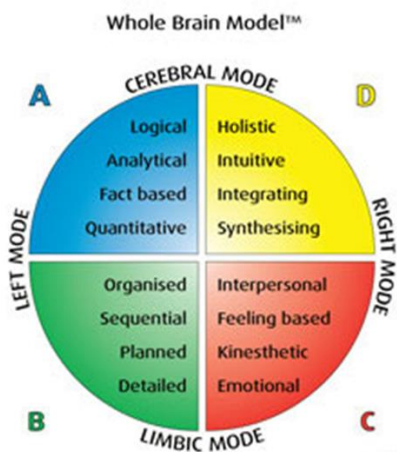 Whole Brain Model™
CEREBRAL MODE
A
D
Logical
Analytical
Fact based
Quantitative
Holistic
Intuitive
Integrating
Synthesising
LEFT MODE
RIGHT MODE
Organised
Sequential
Planned
Detailed
Interpersonal
Feeling based
Kinesthetic
Emotional
B
C
LIMBIC MODE